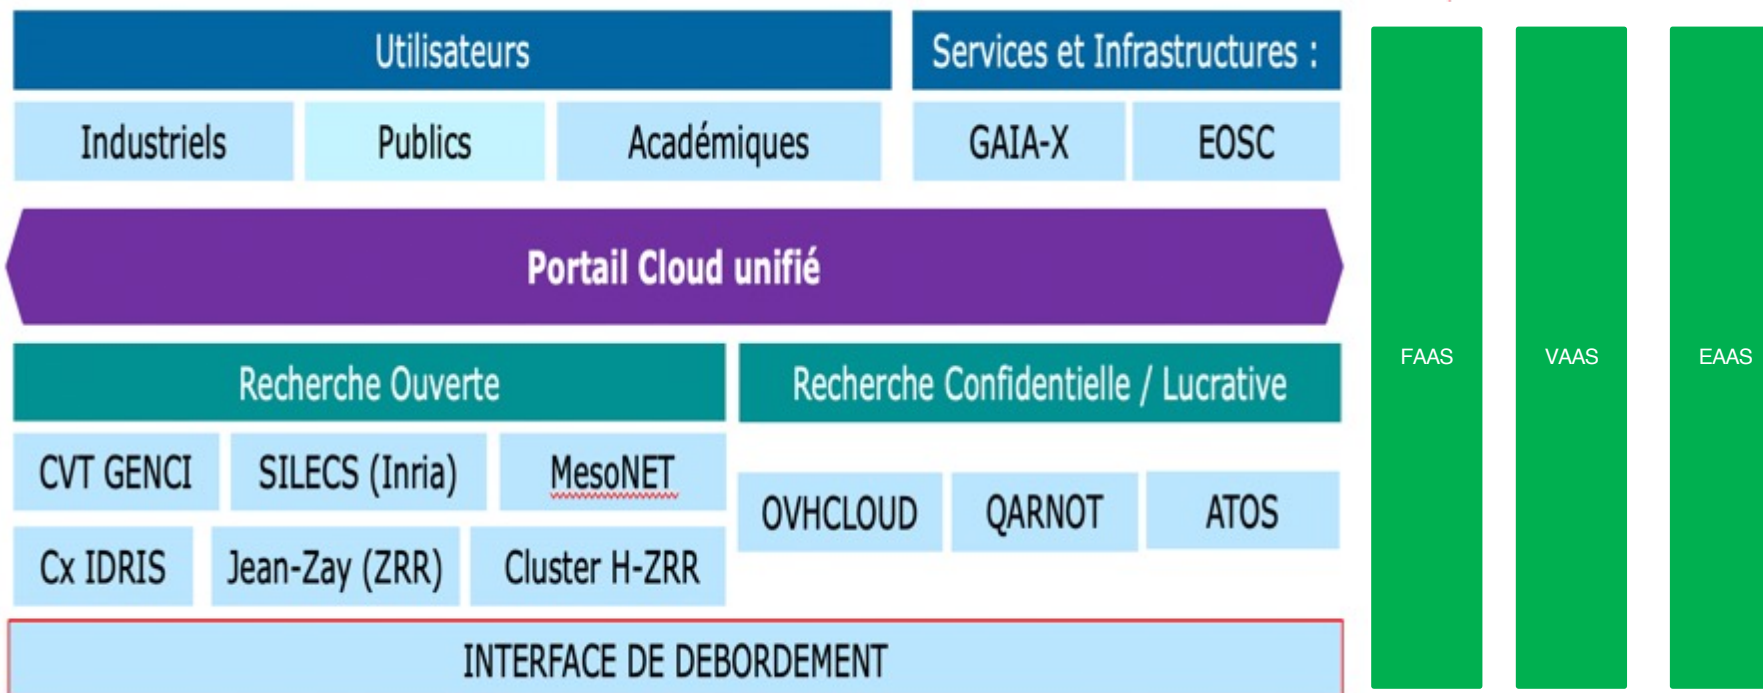 Utilisateurs
Services et Infrastructures :
Industriels
Publics
Académiques
GAIA-X
EOSC
Portail Cloud unifié
Recherche Ouverte
Recherche Confidentielle / Lucrative
CVT GENCI
SILECS (Inria)
MesoNET
OVHCLOUD
QARNOT
ATOS
Cx IDRIS
Jean-Zay (ZRR)
Cluster H-ZRR
INTERFACE DE DEBORDEMENT
FAAS
VAAS
EAAS